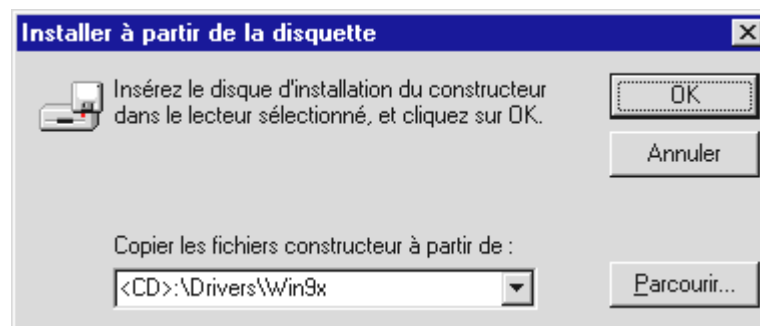 Installer à partir de la disquette
Insérez le disque d'installation du constructeur
dans le lecteur sélectionné, et cliquez sur OK.
OK
Annuler
Copier les fichiers constructeur à partir de :
<CD>:\Drivers\Win9x
Parcourir...